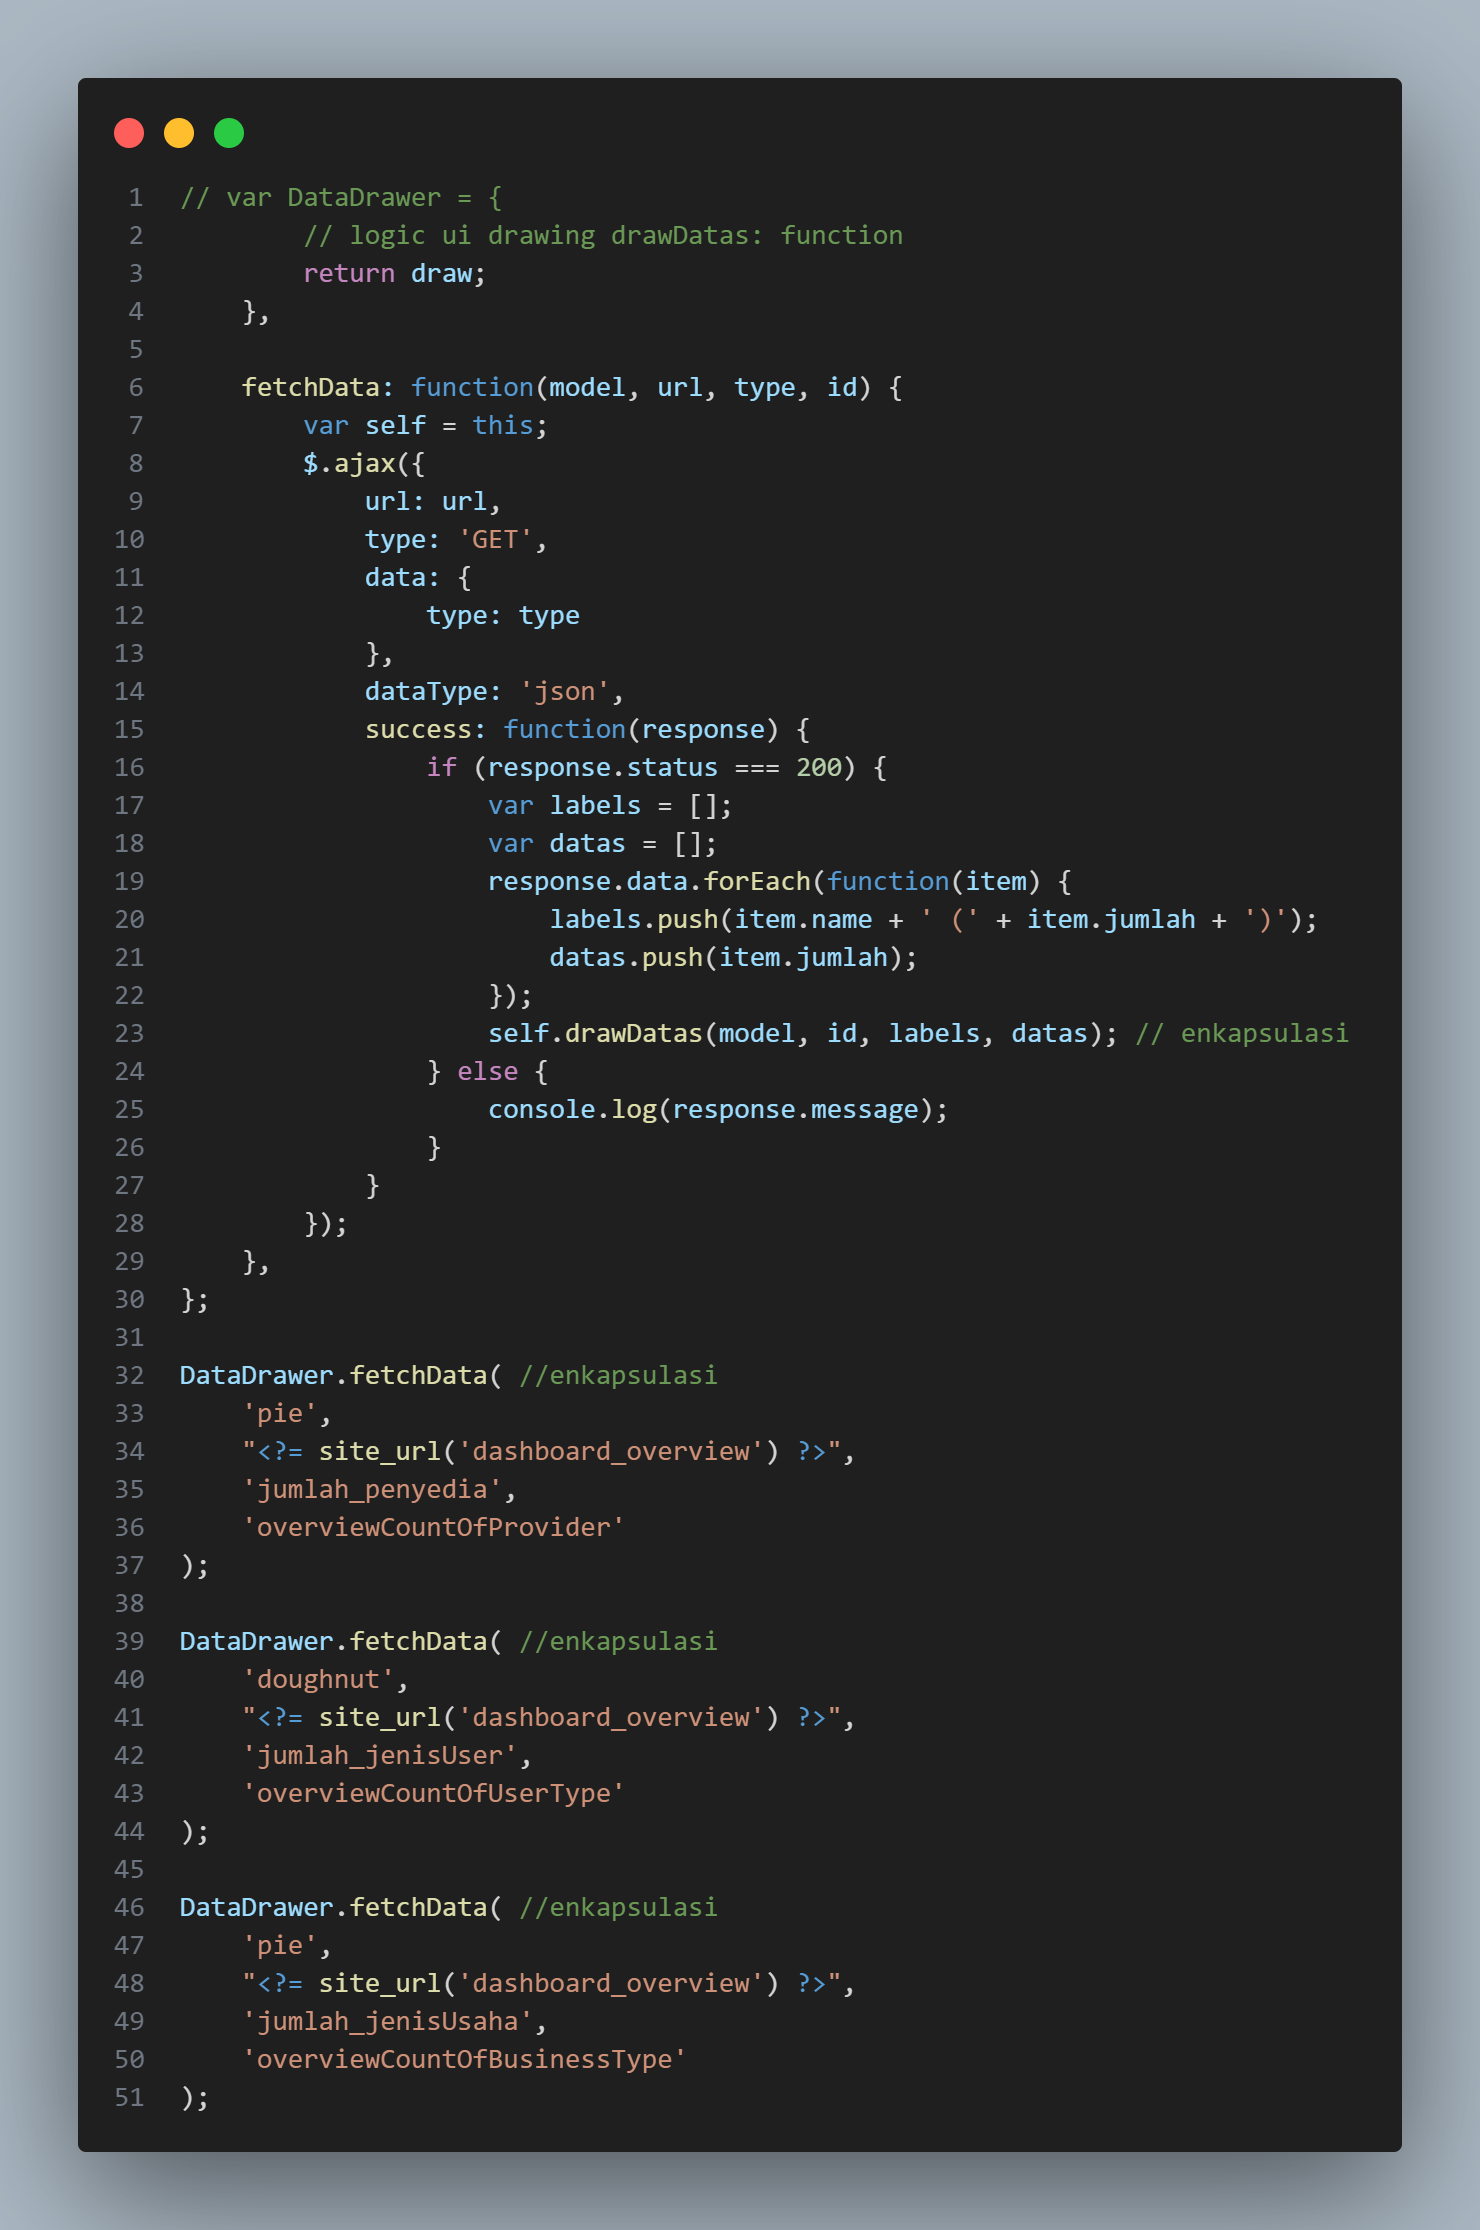 1 // var DataDrawer = {
2         // logic ui drawing drawDatas: function
3         return draw;
4     },
5
6     fetchData: function(model, url, type, id) {
7         var self = this;
8         $.ajax({
9             url: url,
10             type: 'GET',
11             data: {
12                 type: type
13             },
14             dataType: 'json',
15             success: function(response) {
16                 if (response.status === 200) {
17                     var labels = [];
18                     var datas = [];
19                     response.data.forEach(function(item) {
20                         labels.push(item.name + ' (' + item.jumlah + ')');
21                         datas.push(item.jumlah);
22                     });
23                     self.drawDatas(model, id, labels, datas); // enkapsulasi
24                 } else {
25                     console.log(response.message);
26                 }
27             }
28         });
29     },
30 };
31
32 DataDrawer.fetchData( //enkapsulasi
33     'pie',
34     "<?= site_url('dashboard_overview') ?>",
35     'jumlah_penyedia',
36     'overviewCountOfProvider'
37 );
38
39 DataDrawer.fetchData( //enkapsulasi
40     'doughnut',
41     "<?= site_url('dashboard_overview') ?>",
42     'jumlah_jenisUser',
43     'overviewCountOfUserType'
44 );
45
46 DataDrawer.fetchData( //enkapsulasi
47     'pie',
48     "<?= site_url('dashboard_overview') ?>",
49     'jumlah_jenisUsaha',
50     'overviewCountOfBusinessType'
51 );